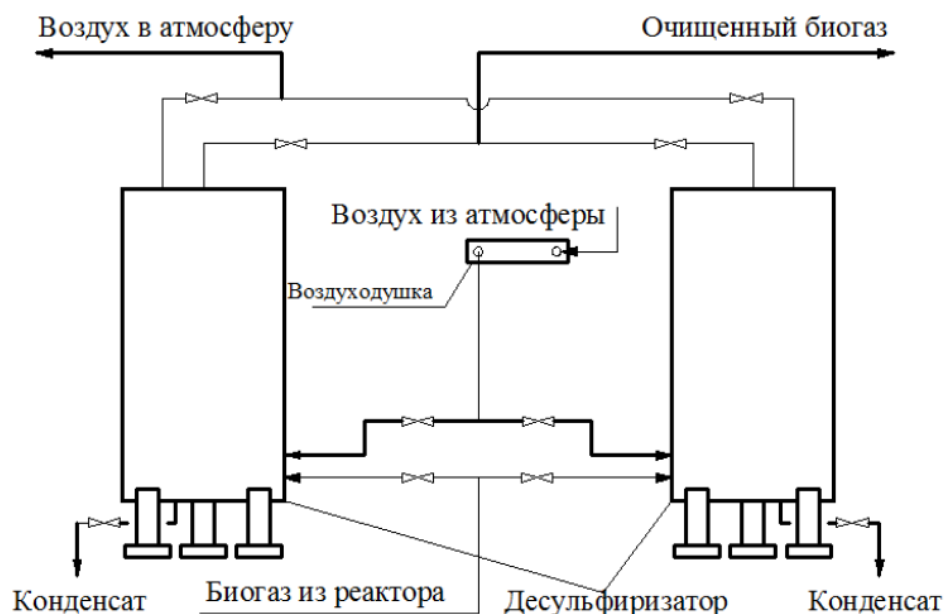 Воздух в атмосферу
Очищенный биогаз
Воздух из атмосферы
Воздуходушка
Биогаз из реактора
Десульфиризатор
Конденсат
Конденсат